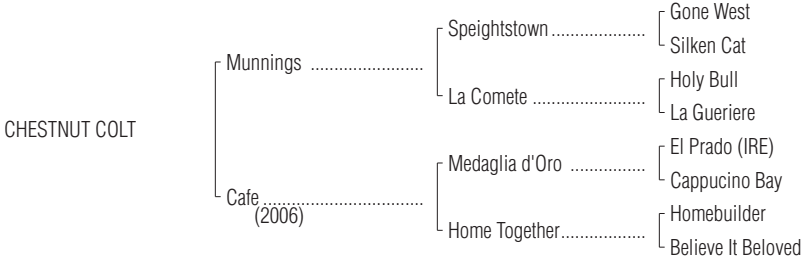 CHESTNUT COLT
Munnings ........................
Cafe ..................................
(2006)
Speightstown ....................
La Comete ........................
Medaglia d'Oro ................
Home Together..................
Gone West
Silken Cat
Holy Bull
La Gueriere
El Prado (IRE)
Cappucino Bay
Homebuilder
Believe It Beloved